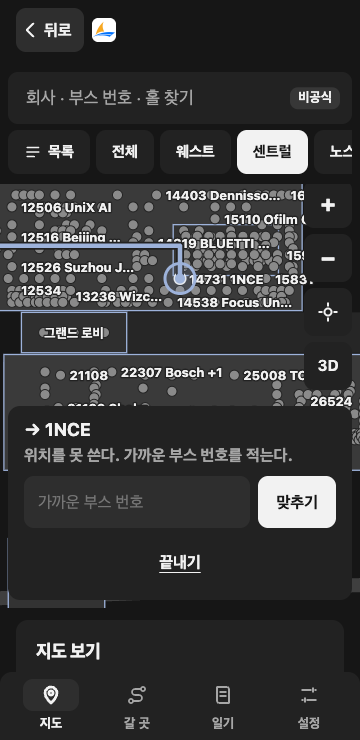 뒤로
회사 · 부스 번호 · 홀 찾기
비공식
목록
전체
웨스트
센트럴
14403 Dennisso...
12506 UniX AI
15110 Ofilm
12516 Beijing ...
BLUETTI ...
12526 Suzhou J...
14731 1NCE
1583
12534
13236 Wizc...
14538 Focus Un...
그랜드 로비
21108
22307 Bosch +1
25008
26524
3D
→ 1NCE
위치를 못 쓴다. 가까운 부스 번호를 적는다.
가까운 부스 번호
맞추기
끝내기
지도 보기
지도
갈 곳
일기
설정